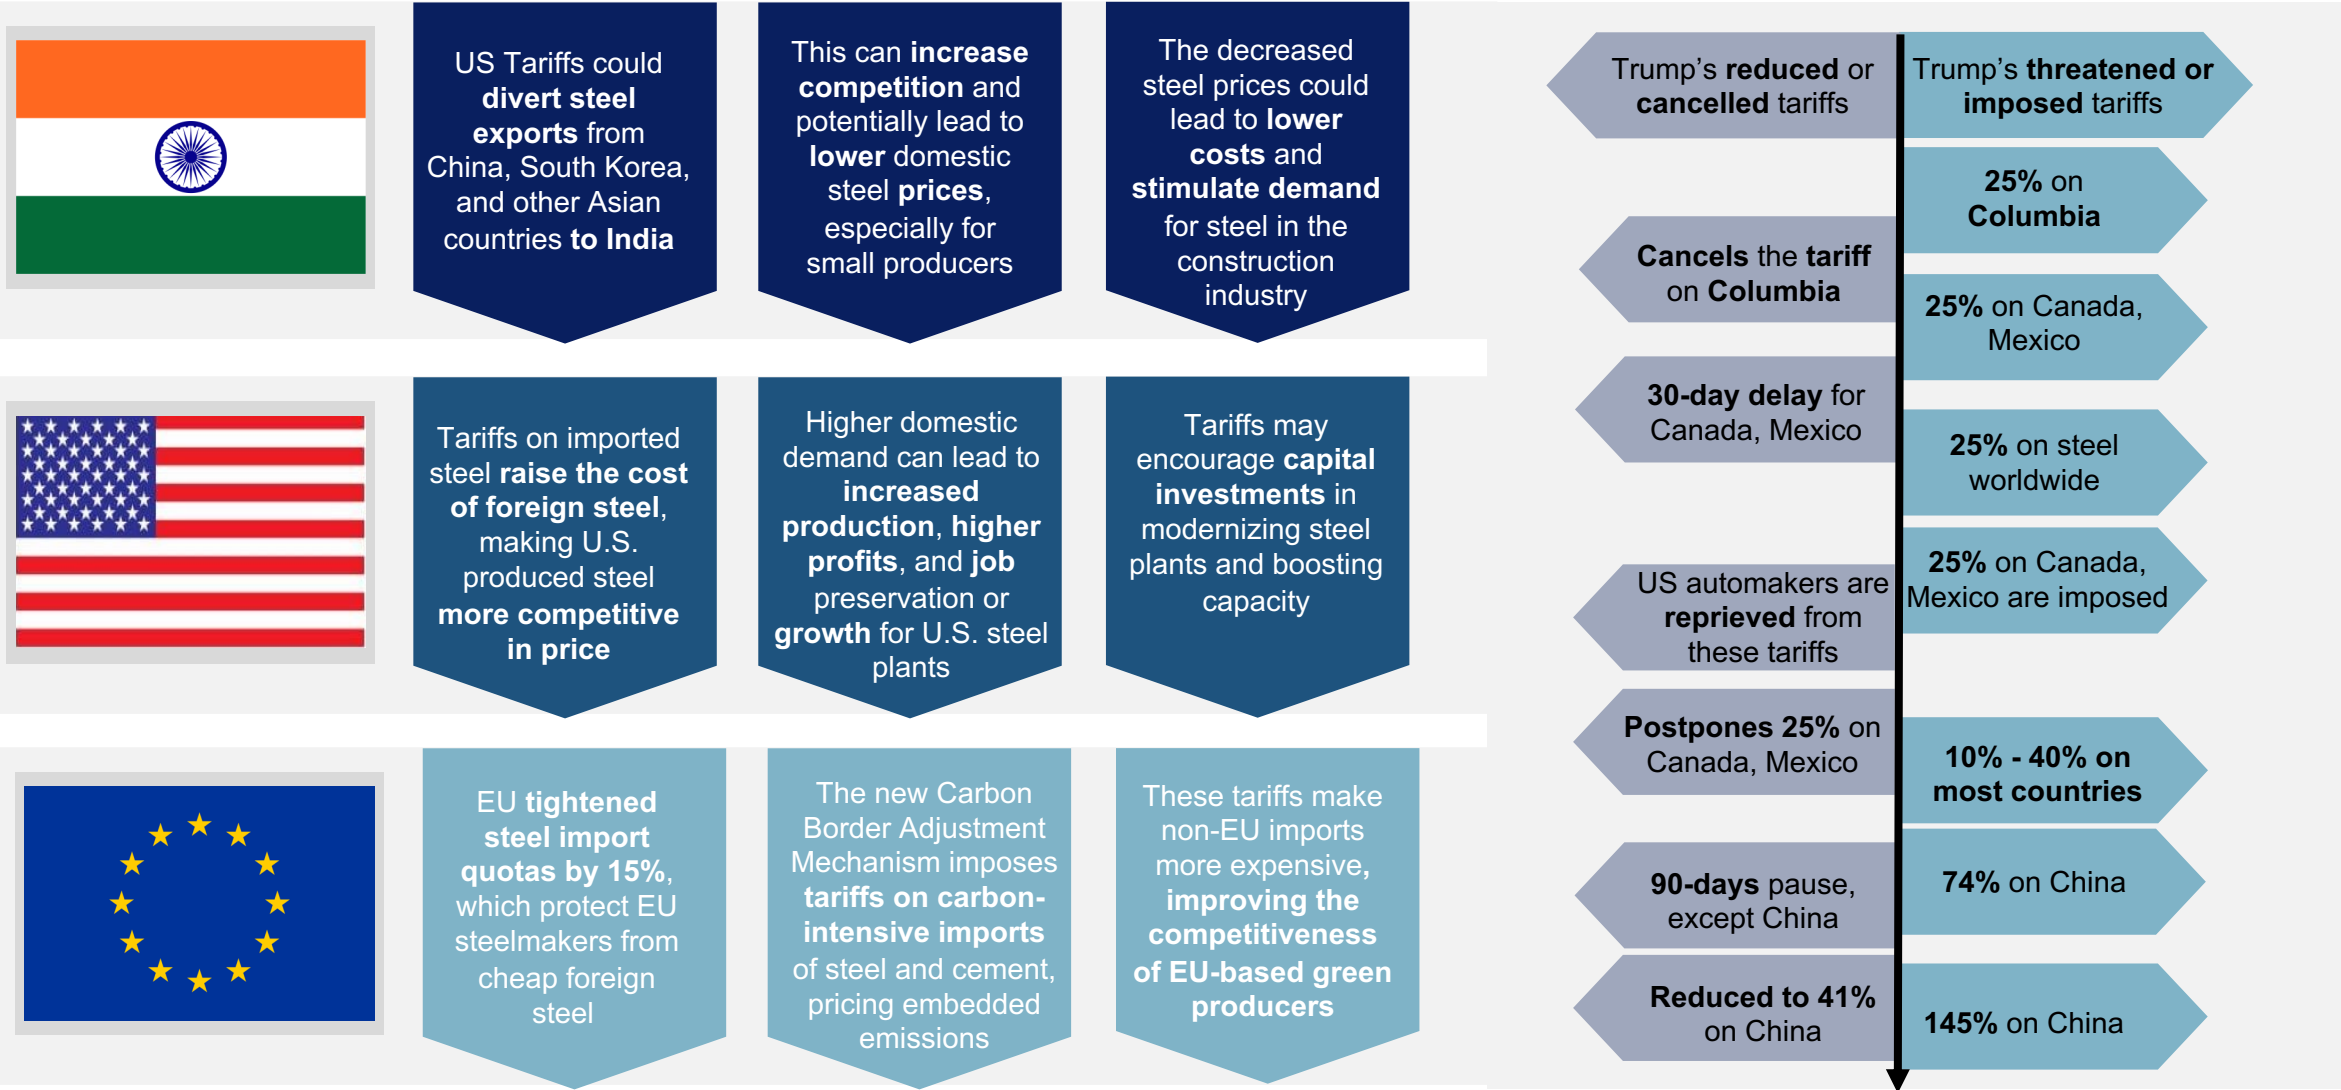 US Tariffs could
divert steel
exports from
China, South Korea,
and other Asian
countries to India
This can increase
competition and
potentially lead to
lower domestic
steel prices,
especially for
small producers
The decreased
steel prices could
lead to lower
costs and
stimulate demand
for steel in the
construction
industry
Tariffs on imported
steel raise the cost
of foreign steel,
making U.S.
produced steel
more competitive
in price
Higher domestic
demand can lead to
increased
production, higher
profits, and job
preservation or
growth for U.S. steel
plants
Tariffs may
encourage capital
investments in
modernizing steel
plants and boosting
capacity
EU tightened
steel import
quotas by 15%,
which protect EU
steelmakers from
cheap foreign
steel
The new Carbon
Border Adjustment
Mechanism imposes
tariffs on carbon-
intensive imports
of steel and cement,
pricing embedded
emissions
These tariffs make
non-EU imports
more expensive,
improving the
competitiveness
of EU-based green
producers
Trump's reduced or
cancelled tariffs
Trump's threatened or
imposed tariffs
25% on
Columbia
Cancels the tariff
on Columbia
25% on Canada,
Mexico
30-day delay for
Canada, Mexico
25% on steel
worldwide
25% on Canada,
Mexico are imposed
US automakers are
reprieved from
these tariffs
Postpones 25% on
Canada, Mexico
10% - 40% on
most countries
74% on China
90-days pause,
except China
Reduced to 41%
on China
145% on China